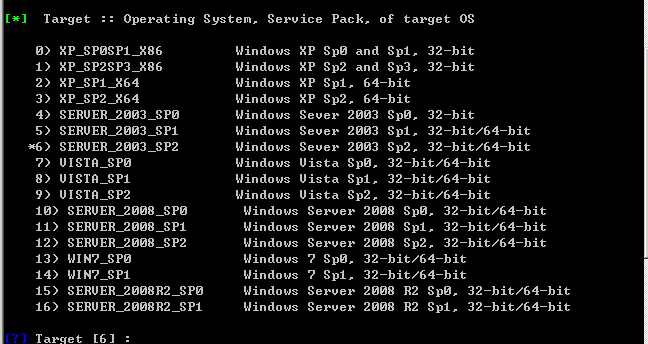 [*] Target :: Operating System, Service Pack, of target OS
0) XP_SP0SP1_X86 Windows XP Sp0 and Sp1, 32-bit
1) XP_SP2SP3_X86 Windows XP Sp2 and Sp3, 32-bit
2) XP_SP1_X64 Windows XP Sp1, 64-bit
3) XP_SP2_X64 Windows XP Sp2, 64-bit
4) SERVER_2003_SP0 Windows Sever 2003 Sp0, 32-bit
5) SERVER_2003_SP1 Windows Sever 2003 Sp1, 32-bit/64-bit
*6) SERVER_2003_SP2 Windows Sever 2003 Sp2, 32-bit/64-bit
7) VISTA_SP0 Windows Vista Sp0, 32-bit/64-bit
8) VISTA_SP1 Windows Vista Sp1, 32-bit/64-bit
9) VISTA_SP2 Windows Vista Sp2, 32-bit/64-bit
10) SERVER_2008_SP0 Windows Server 2008 Sp0, 32-bit/64-bit
11) SERVER_2008_SP1 Windows Server 2008 Sp1, 32-bit/64-bit
12) SERVER_2008_SP2 Windows Server 2008 Sp2, 32-bit/64-bit
13) WIN7_SP0 Windows 7 Sp0, 32-bit/64-bit
14) WIN7_SP1 Windows 7 Sp1, 32-bit/64-bit
15) SERVER_2008R2_SP0 Windows Server 2008 R2 Sp0, 32-bit/64-bit
16) SERVER_2008R2_SP1 Windows Server 2008 R2 Sp1, 32-bit/64-bit
[?] Target [6] :